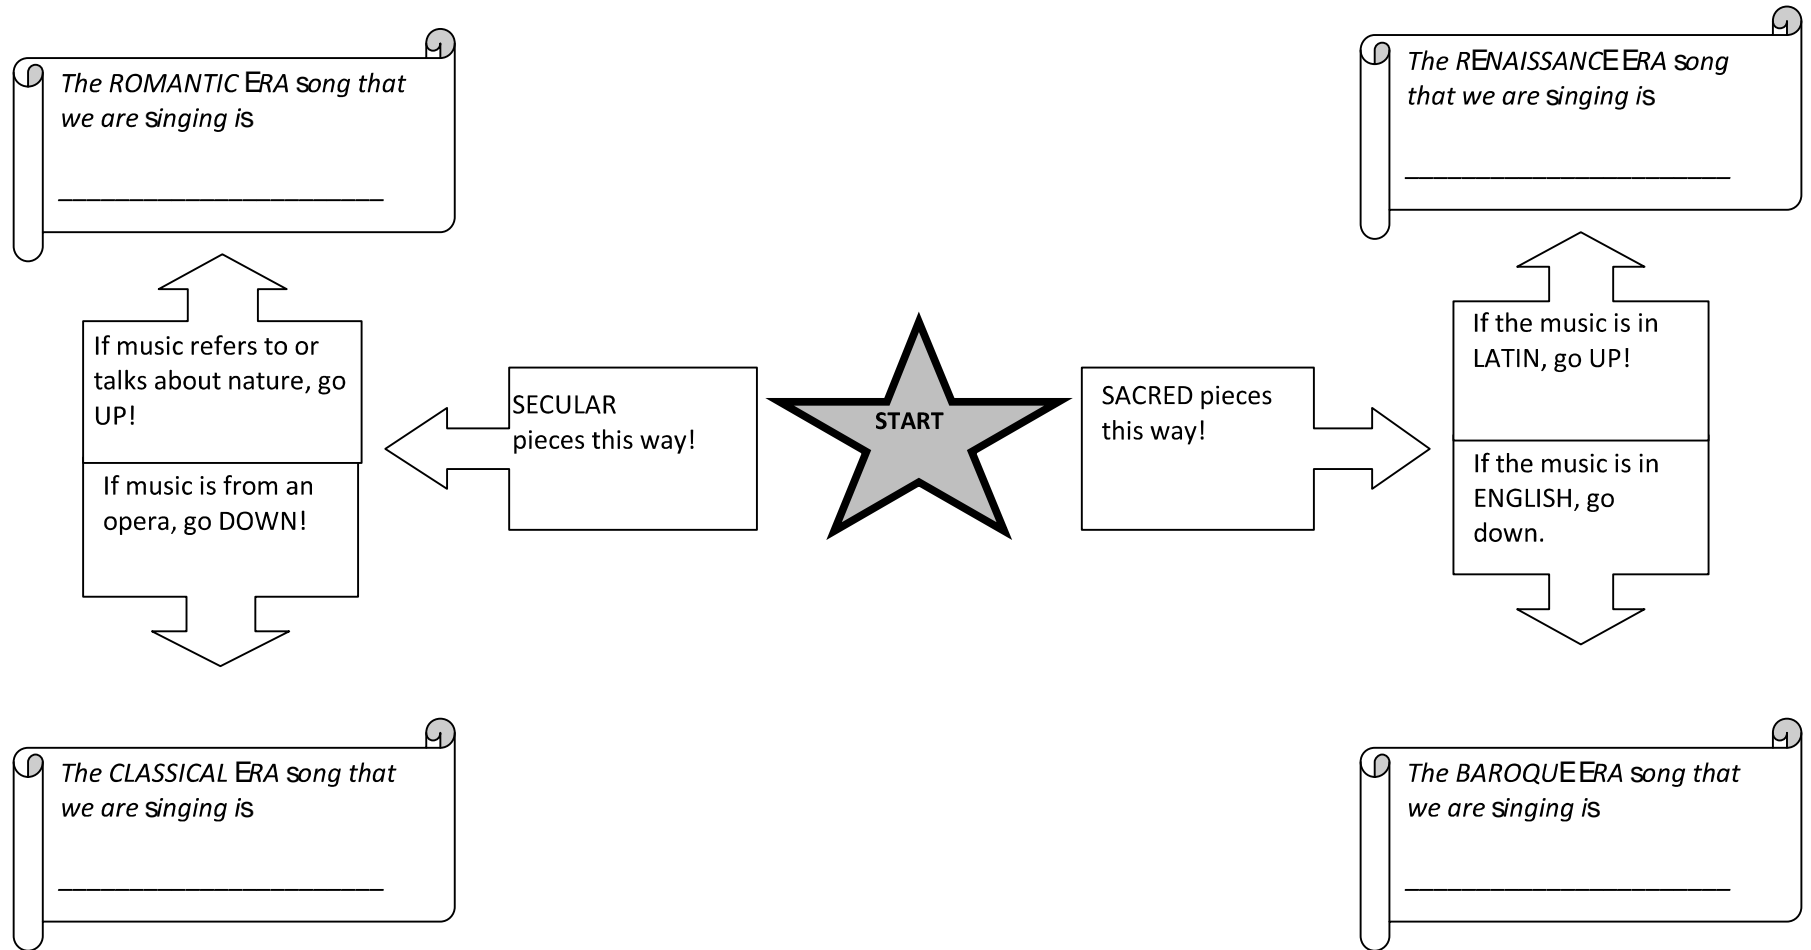 The ROMANTIC ERA song that
we are singing is
_______________________
The RENAISSANCE ERA song
that we are singing is
_______________________
If music refers to or
talks about nature, go
UP!
If music is from an
opera, go DOWN!
SECULAR
pieces this way!
START
SACRED pieces
this way!
If the music is in
LATIN, go UP!
If the music is in
ENGLISH, go
down.
The CLASSICAL ERA song that
we are singing is
_______________________
The BAROQUE ERA song that
we are singing is
_______________________